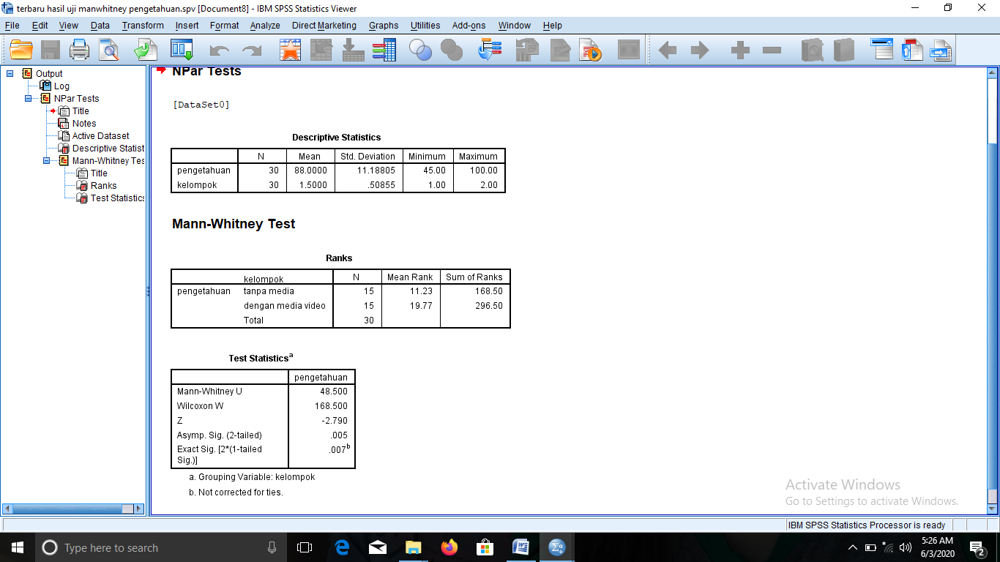 terbaru hasil uji manwhitney pengetahuan.spv [Document8] - IBM SPSS Statistics Viewer
File Edit View Data Transform Insert Format Analyze Direct Marketing Graphs Utilities Add-ons Window Help
Output
Log
NPar Tests
Title
Notes
Active Dataset
Descriptive Statist
Mann-Whitney Tes
Title
Ranks
Test Statistics
NPar Tests
[DataSet0]
Descriptive Statistics
N Mean Std. Deviation Minimum Maximum
pengetahuan 30 88.0000 11.18805 45.00 100.00
kelompok 30 1.5000 .50855 1.00 2.00
Mann-Whitney Test
Ranks
kelompok N Mean Rank Sum of Ranks
pengetahuan tanpa media 15 11.23 168.50
dengan media video 15 19.77 296.50
Total 30
Test Statisticsa
pengetahuan
Mann-Whitney U 48.500
Wilcoxon W 168.500
Z -2.790
Asymp. Sig. (2-tailed) .005
Exact Sig. [2*(1-tailed .007b
Sig.)]
a. Grouping Variable: kelompok
b. Not corrected for ties.
Activate Windows
Go to Settings to activate Windows.
IBM SPSS Statistics Processor is ready
Type here to search
5:26 AM
6/3/2020
2